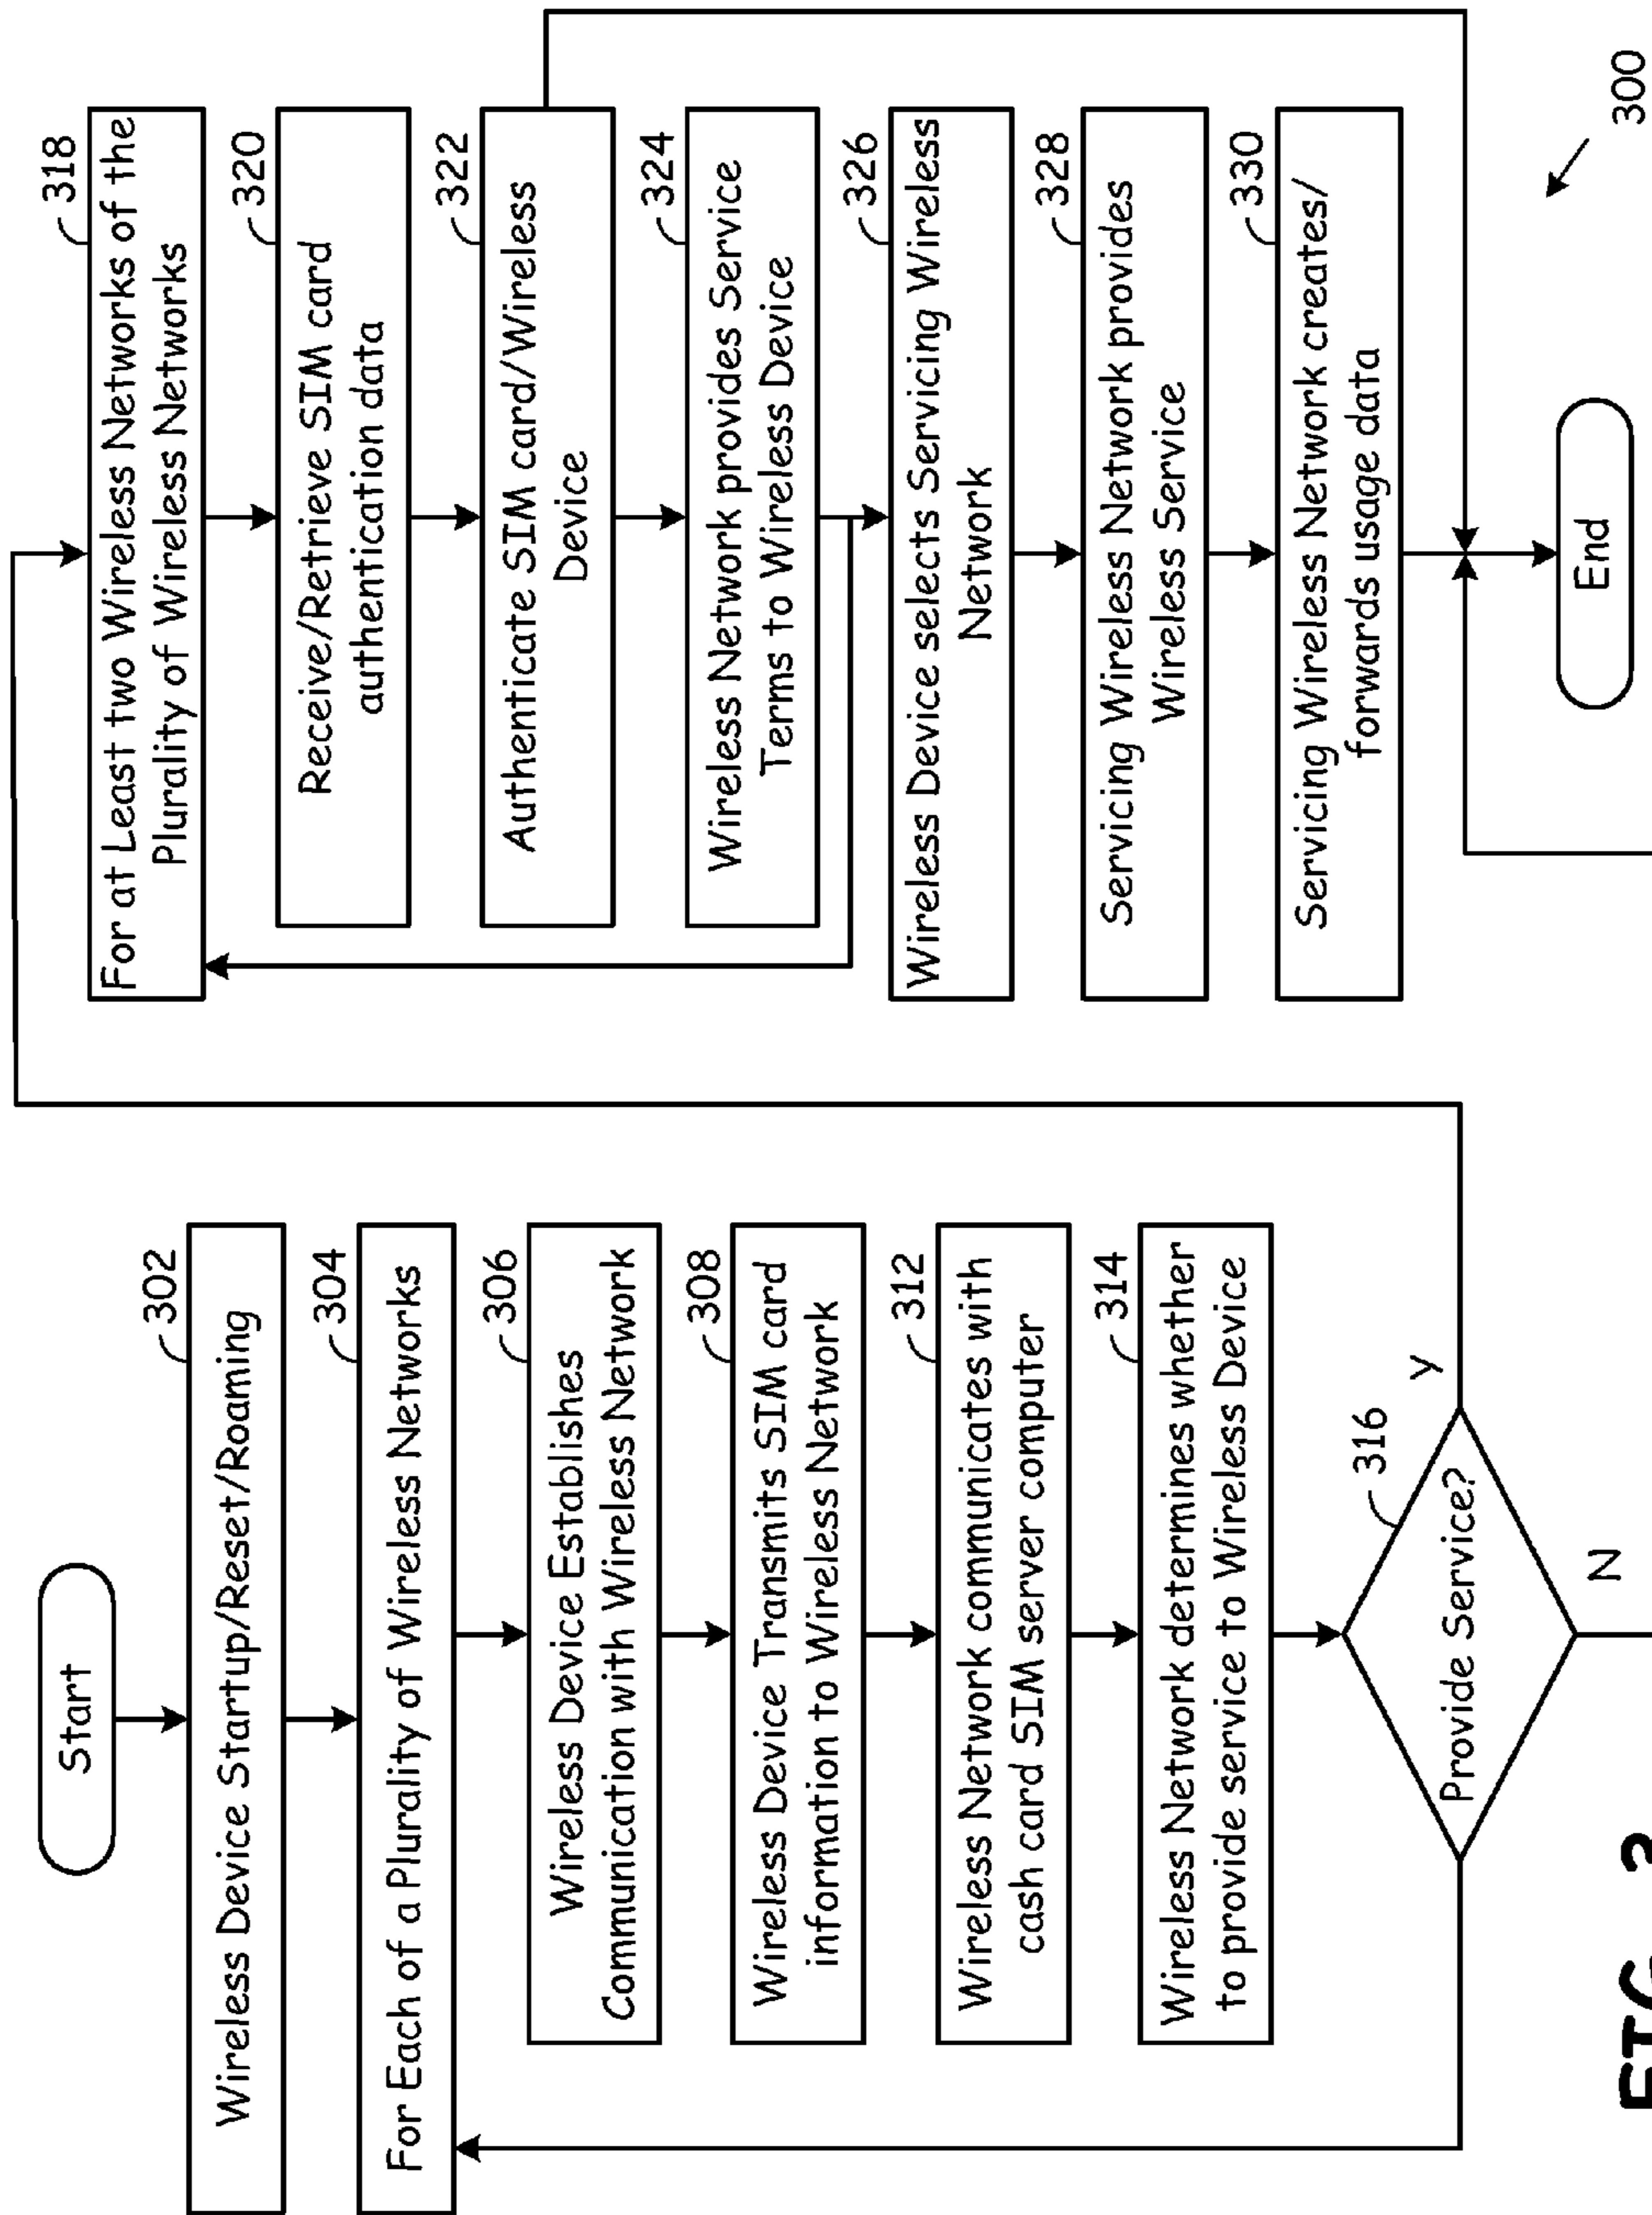 Start
302
Wireless Device Startup/Reset/Roaming
304
For Each of a Plurality of Wireless Networks
306
Wireless Device Establishes
Communication with Wireless Network
308
Wireless Device Transmits SIM card
information to Wireless Network
312
Wireless Network communicates with
cash card SIM server computer
314
Wireless Network determines whether
to provide service to Wireless Device
316
Provide Service?
y
N
318
For at Least two Wireless Networks of the
Plurality of Wireless Networks
320
Receive/Retrieve SIM card
authentication data
322
Authenticate SIM card/Wireless
Device
324
Wireless Network provides Service
Terms to Wireless Device
326
Wireless Device selects Servicing Wireless
Network
328
Servicing Wireless Network provides
Wireless Service
330
Servicing Wireless Network creates/
forwards usage data
End
300